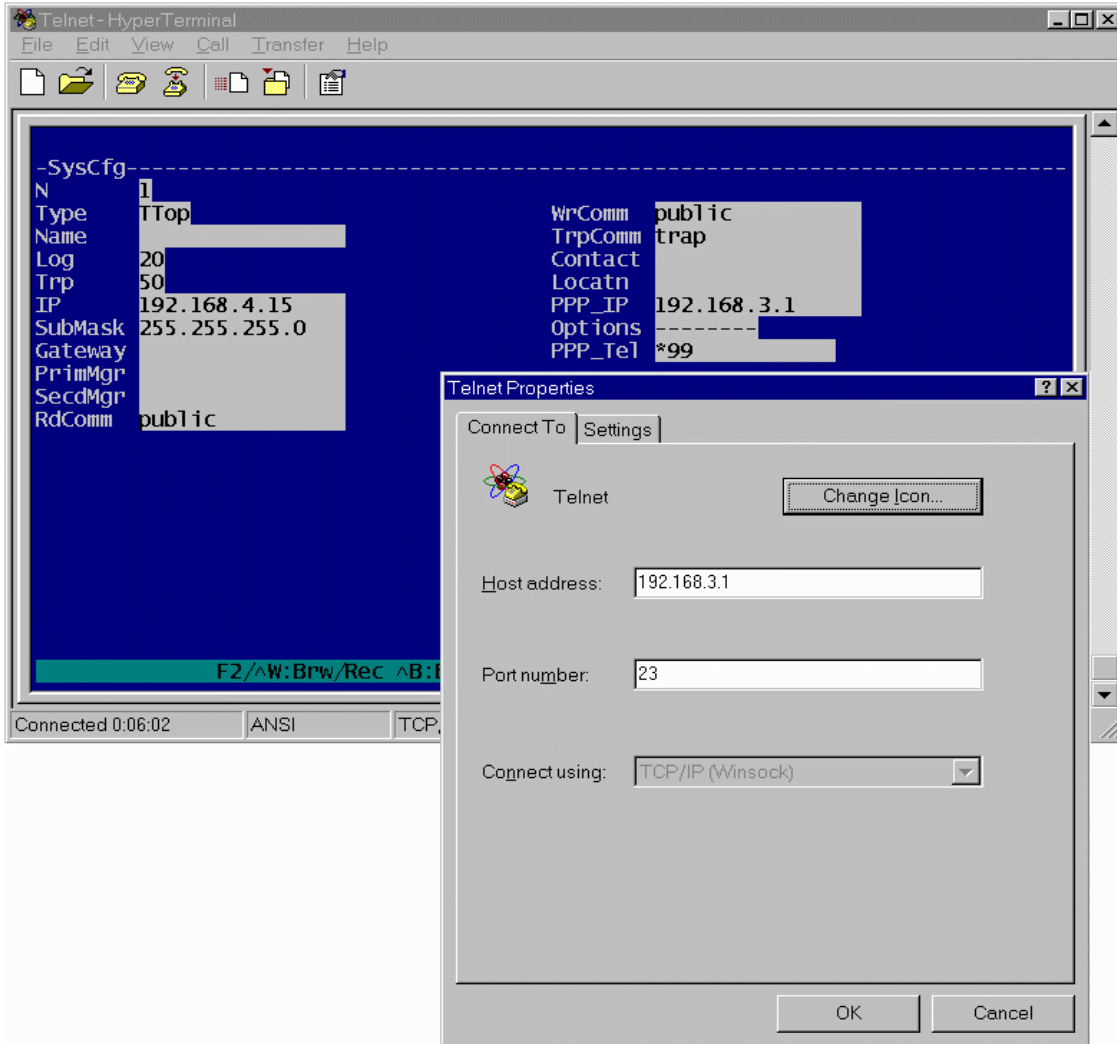 Telnet - HyperTerminal
File Edit View Call Transfer Help
-SysCfg-------------------------------------------------------------------------
N 1
Type TTop WrComm public
Name TrpComm trap
Log 20 Contact
Trp 50 Locatn
IP 192.168.4.15 PPP_IP 192.168.3.1
SubMask 255.255.255.0 Options --------
Gateway PPP_Tel *99
PrimMgr
SecdMgr
RdComm public
F2/^W:Brw/Rec ^B:
Connected 0:06:02 ANSI TCP
Telnet Properties
Connect To Settings
Telnet Change Icon...
Host address: 192.168.3.1
Port number: 23
Connect using: TCP/IP (Winsock)
OK Cancel